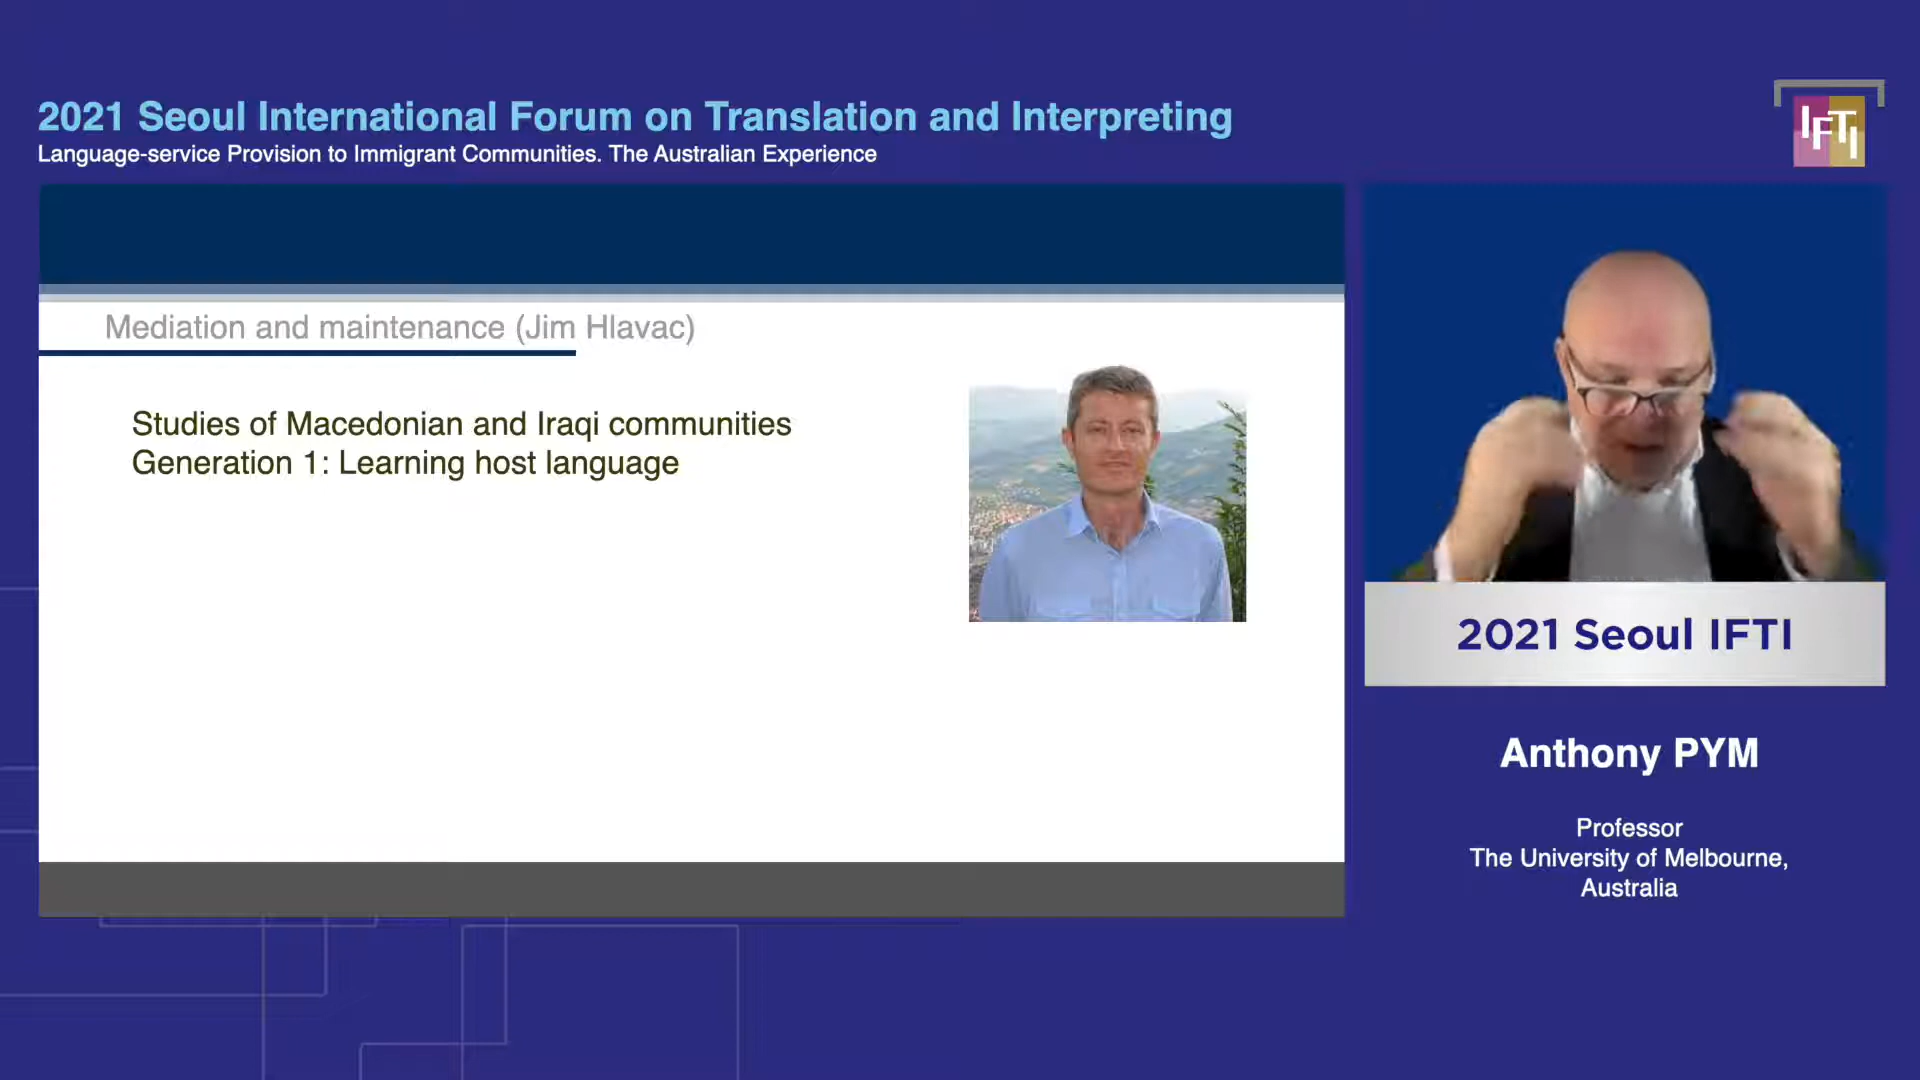 2021 Seoul International Forum on Translation and Interpreting
Language-service Provision to Immigrant Communities. The Australian Experience
IFTI
Mediation and maintenance (Jim Hlavac)
Studies of Macedonian and Iraqi communities
Generation 1: Learning host language
2021 Seoul IFTI
Anthony PYM
Professor
The University of Melbourne,
Australia